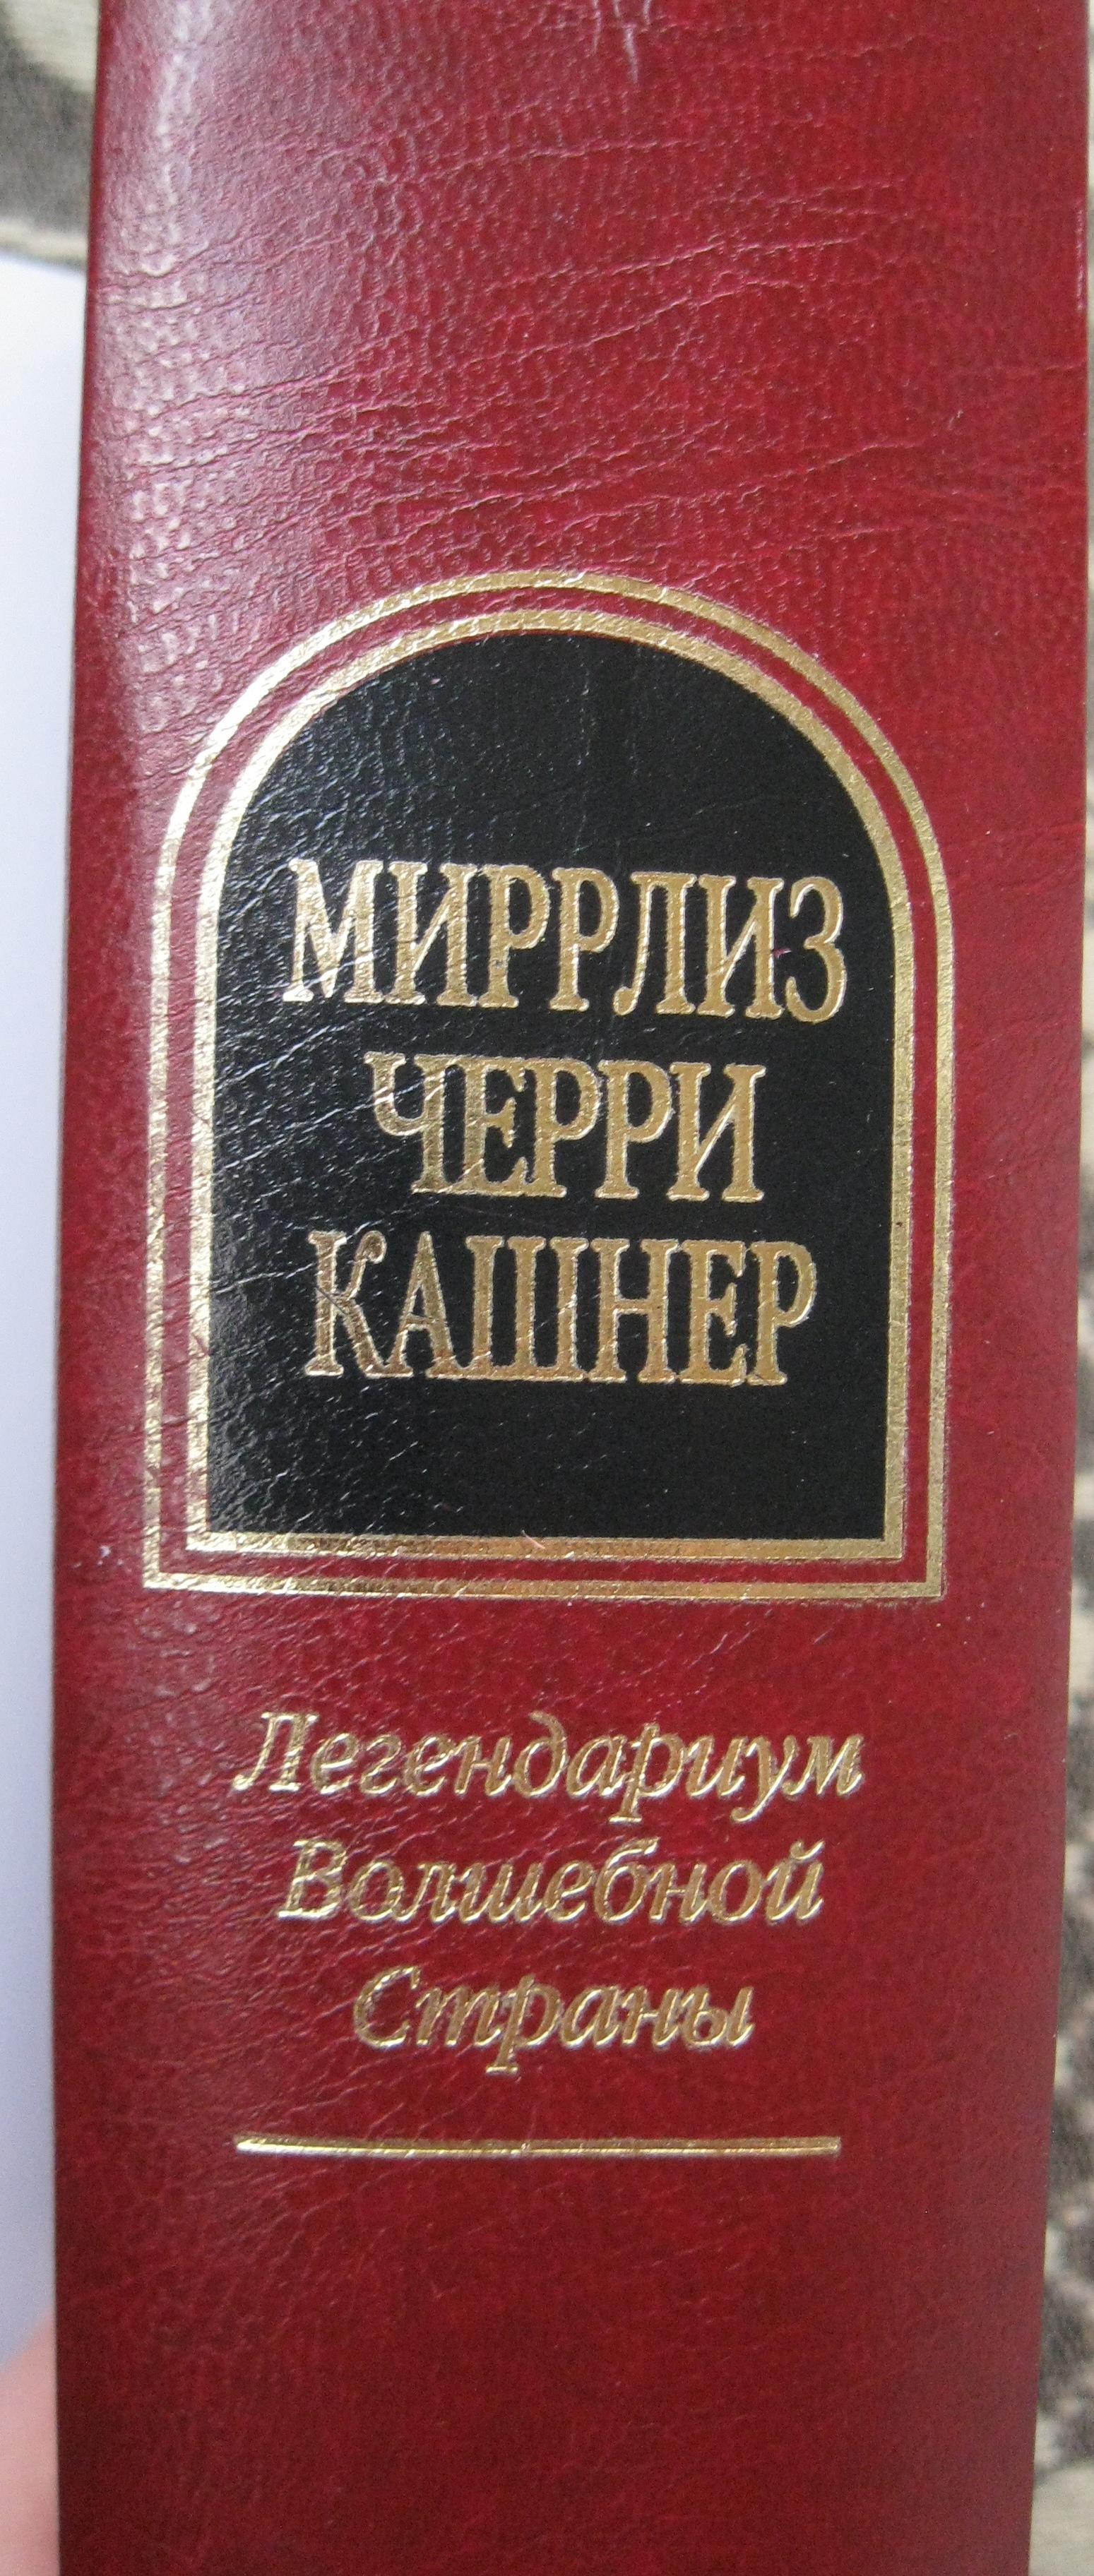 МИРРЛИЗ
ЧЕРРИ
КАШНЕР
Легендариум
Волшебной
Страны